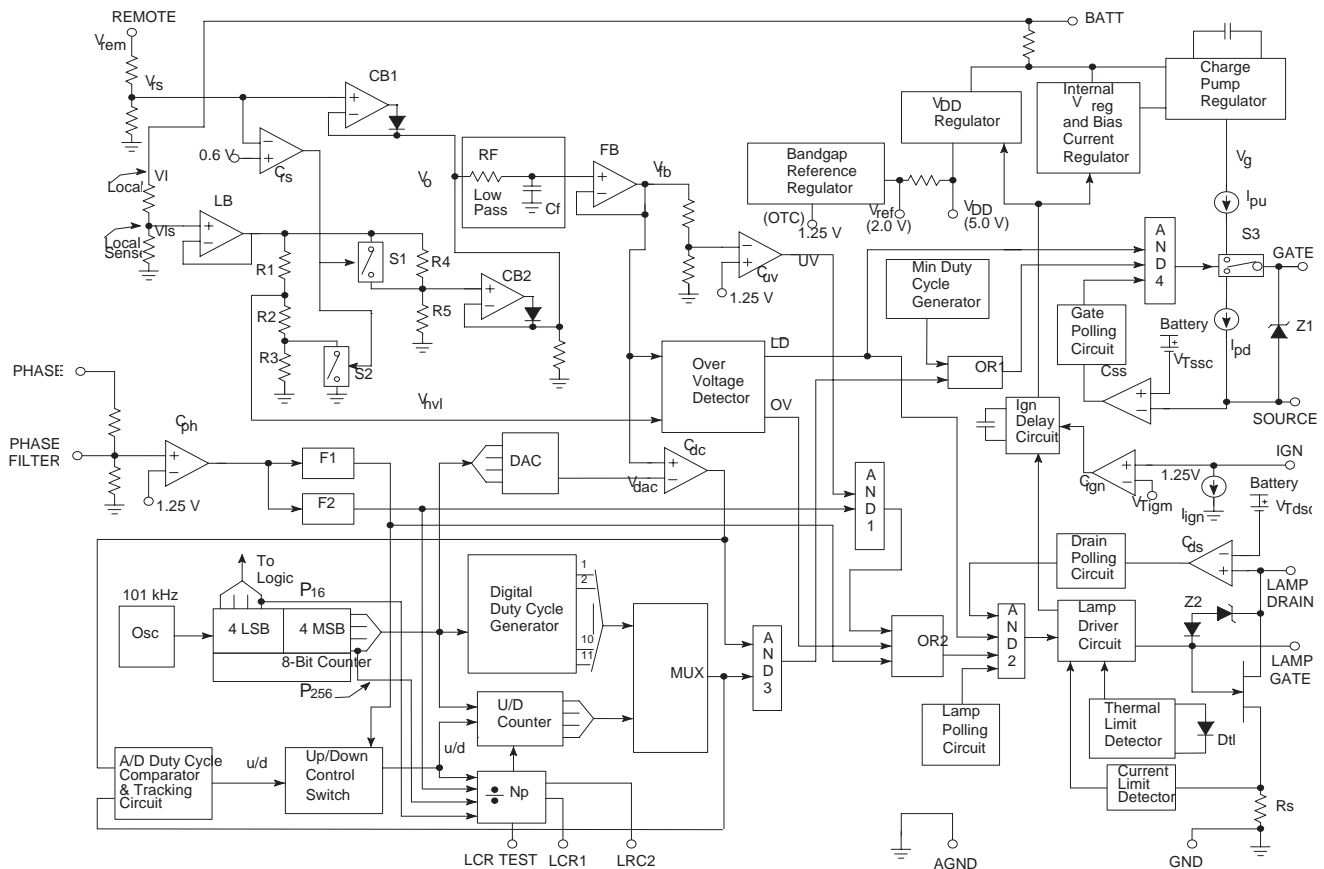 REMOTE
Vrem
Vrs
BATT
CB1
0.6 V
Crs
Local
Vl
Local
Sense
Vls
LB
R1
R2
R3
S1
S2
R4
R5
CB2
Vo
RF
Low
Pass
Cf
FB
Vfb
Cuv
UV
1.25 V
Bandgap
Reference
Regulator
(OTC)
1.25 V
Vref
(2.0 V)
VDD
(5.0 V)
VDD
Regulator
Internal
V reg
and Bias
Current
Regulator
Charge
Pump
Regulator
Vg
Ipu
S3
GATE
Ipd
Z1
SOURCE
A
N
D
4
Min Duty
Cycle
Generator
Gate
Polling
Circuit
Battery
VTssc
Css
OR1
PHASE
PHASE
FILTER
Cph
1.25 V
F1
F2
Vhvl
Over
Voltage
Detector
LD
OV
DAC
Vdac
Cdc
A
N
D
1
Ign
Delay
Circuit
Cign
VTigm
1.25V
IGN
Iign
Battery
VTdsc
Cds
Drain
Polling
Circuit
LAMP
DRAIN
To
Logic
P16
101 kHz
Osc
4 LSB
4 MSB
8-Bit Counter
P256
Digital
Duty Cycle
Generator
1
2
10
11
MUX
A
N
D
3
OR2
A
N
D
2
Lamp
Driver
Circuit
Z2
LAMP
GATE
Lamp
Polling
Circuit
Thermal
Limit
Detector
Dtl
Current
Limit
Detector
Rs
A/D Duty Cycle
Comparator
& Tracking
Circuit
u/d
Up/Down
Control
Switch
u/d
U/D
Counter
÷ Np
LCR TEST
LCR1
LRC2
AGND
GND